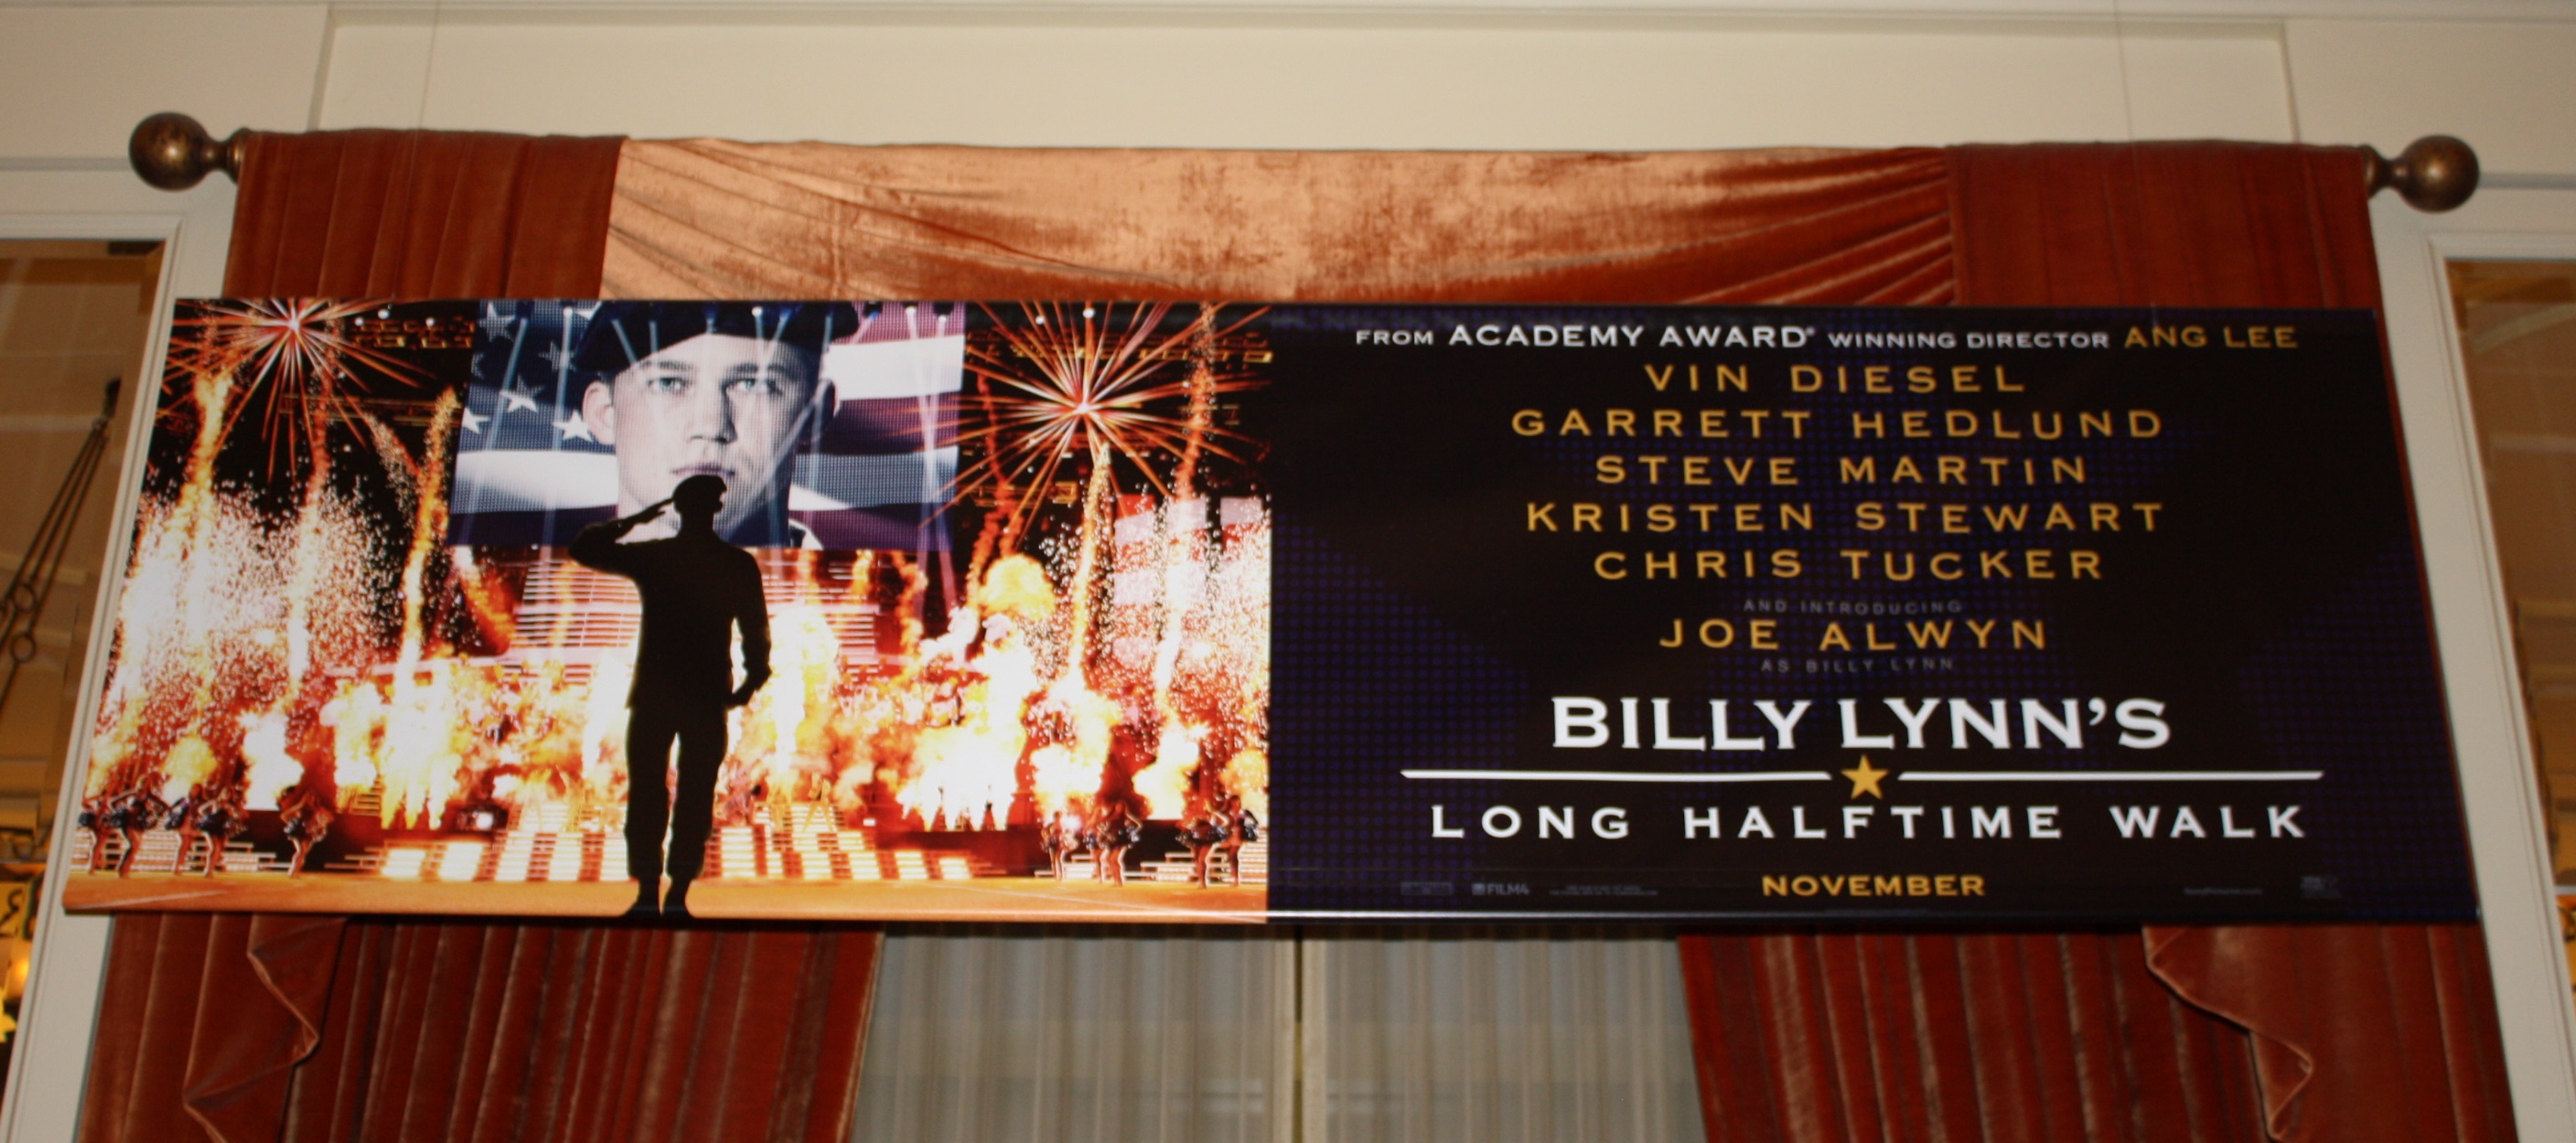 FROM ACADEMY AWARD® WINNING DIRECTOR ANG LEE
VIN DIESEL
GARRETT HEDLUND
STEVE MARTIN
KRISTEN STEWART
CHRIS TUCKER
AND INTRODUCING
JOE ALWYN
AS BILLY LYNN
BILLY LYNN'S
LONG HALFTIME WALK
NOVEMBER
FILM4